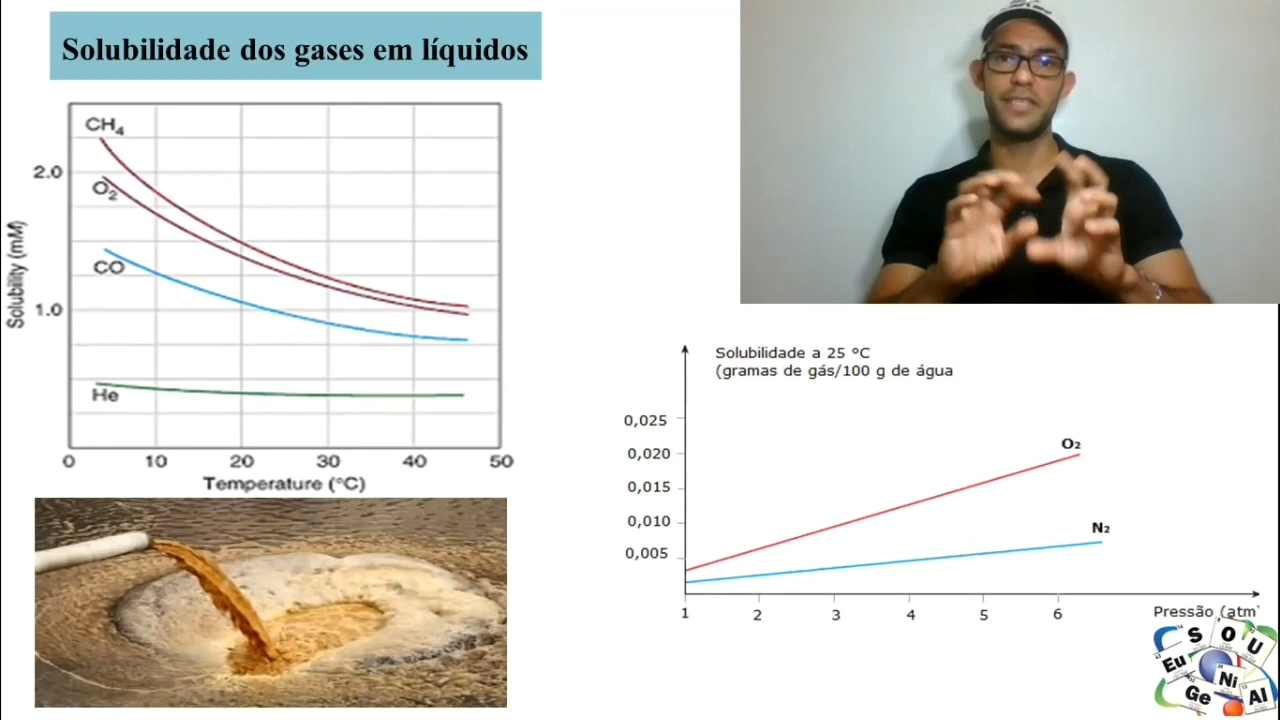 Solubilidade dos gases em líquidos
CH₄
O₂
CO
He
2.0
1.0
Solubility (mM)
0 10 20 30 40 50
Temperature (°C)
Solubilidade a 25 °C
(gramas de gás/100 g de água
0,025
0,020
0,015
0,010
0,005
O₂
N₂
1 2 3 4 5 6
Pressão (atm)
S O U
Eu Ni
Ge Al